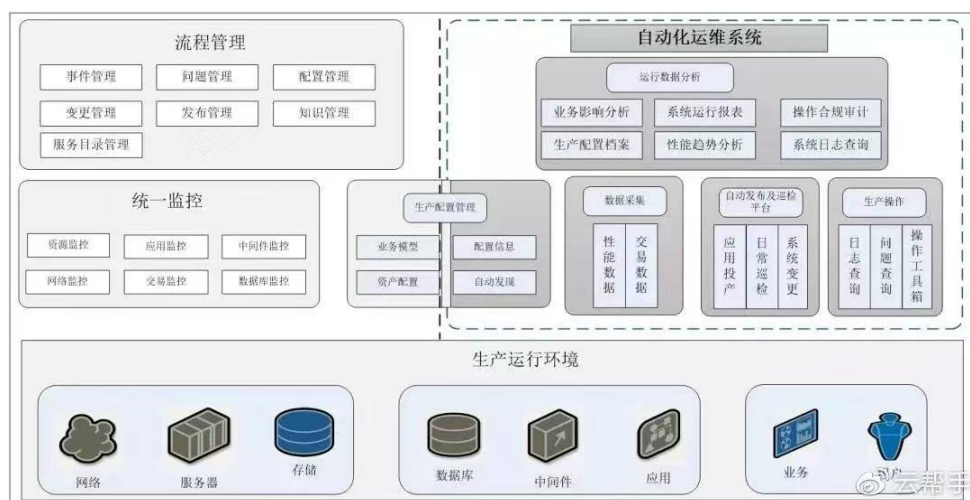 流程管理
事件管理
问题管理
配置管理
变更管理
发布管理
知识管理
服务目录管理
自动化运维系统
运行数据分析
业务影响分析
系统运行报表
操作合规审计
生产配置档案
性能趋势分析
系统日志查询
统一监控
资源监控
应用监控
中间件监控
网络监控
交易监控
数据库监控
生产配置管理
业务模型
配置信息
资产配置
自动发现
数据采集
性能数据
交易数据
自动发布及巡检
平台
应用投产
日常巡检
系统变更
生产操作
日志查询
问题查询
操作工具箱
生产运行环境
网络
服务器
存储
数据库
中间件
应用
业务
云帮手